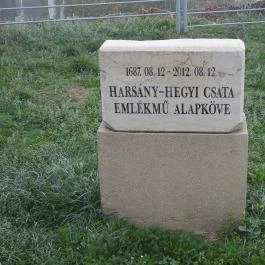 1687. 08. 12 - 2012. 08. 12.
HARSÁNY-HEGYI CSATA
EMLÉKMŰ ALAPKÖVE